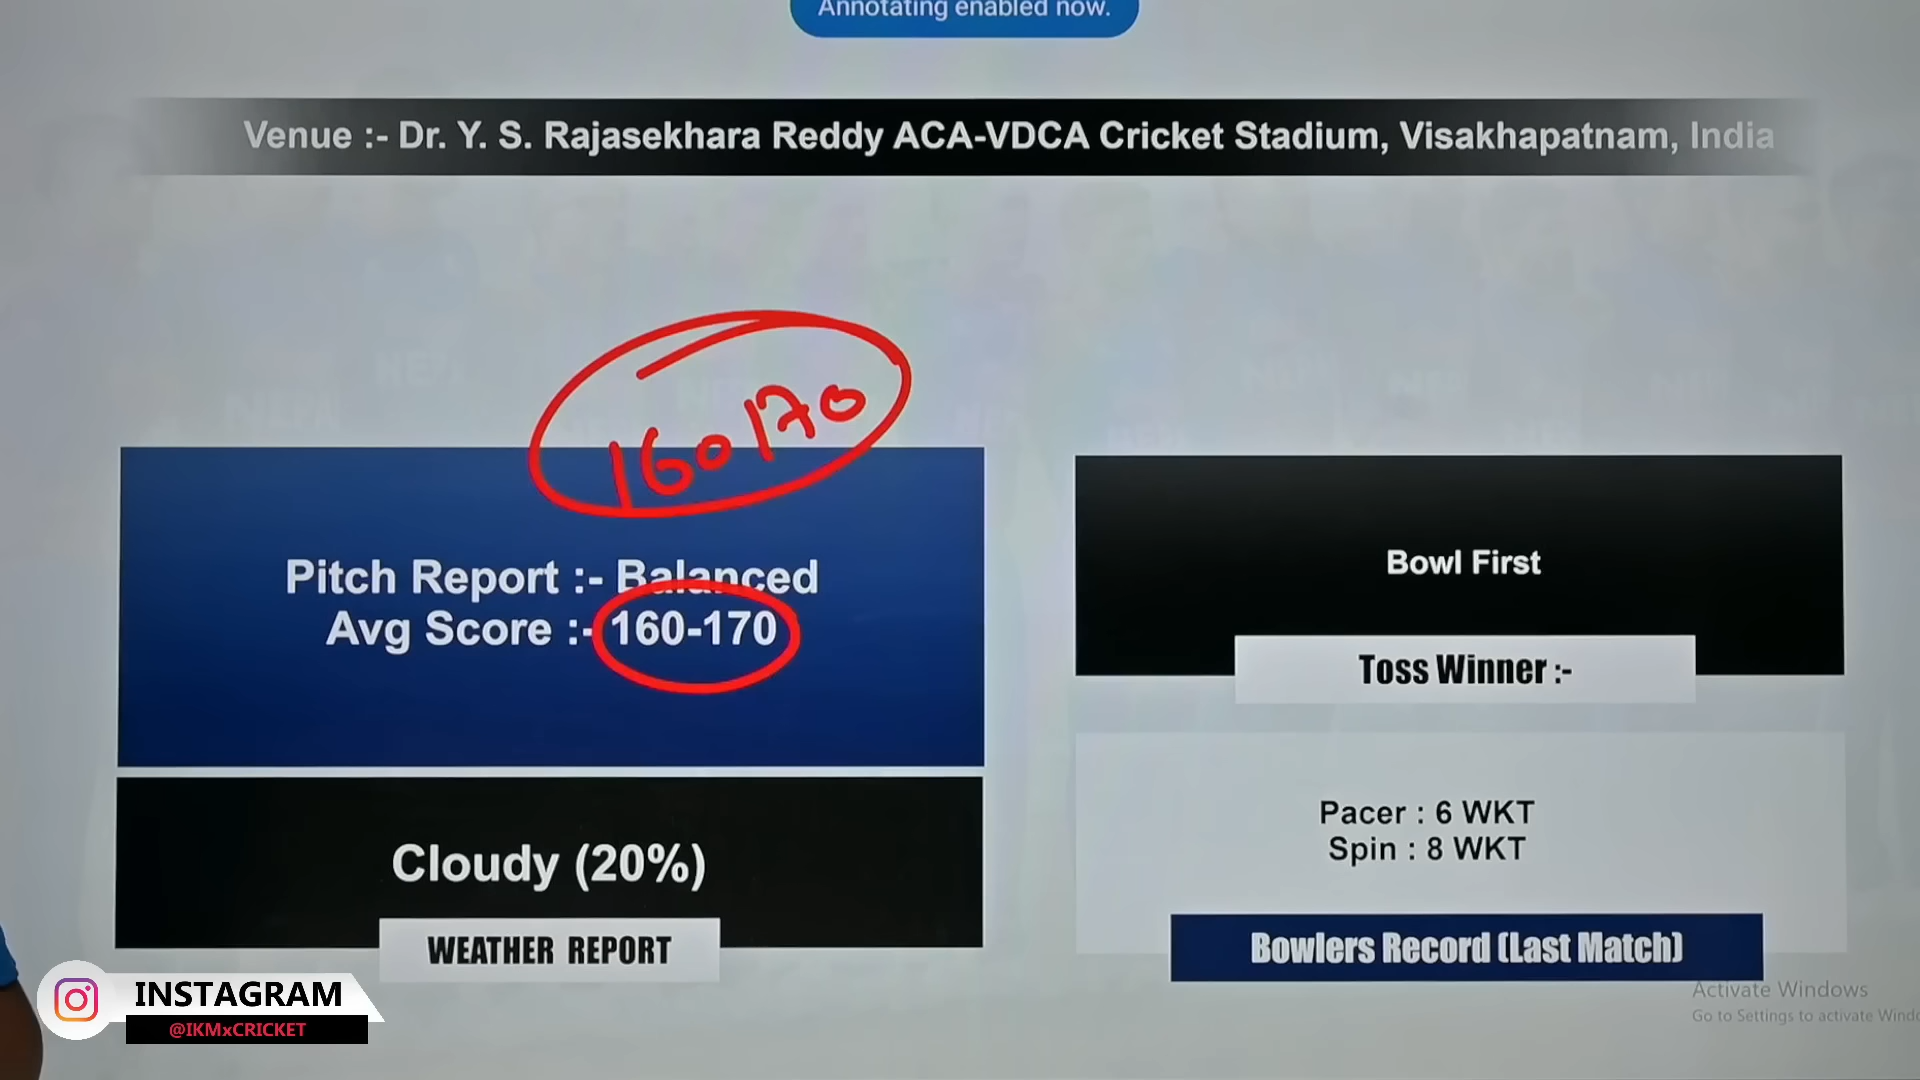 Annotating enabled now.
Venue :- Dr. Y. S. Rajasekhara Reddy ACA-VDCA Cricket Stadium, Visakhapatnam, India
160 170
Pitch Report :- Balanced
Avg Score :- 160-170
Cloudy (20%)
WEATHER REPORT
Bowl First
Toss Winner :-
Pacer : 6 WKT
Spin : 8 WKT
Bowlers Record (Last Match)
Activate Windows
Go to Settings to activate
INSTAGRAM
@IKMxCRICKET